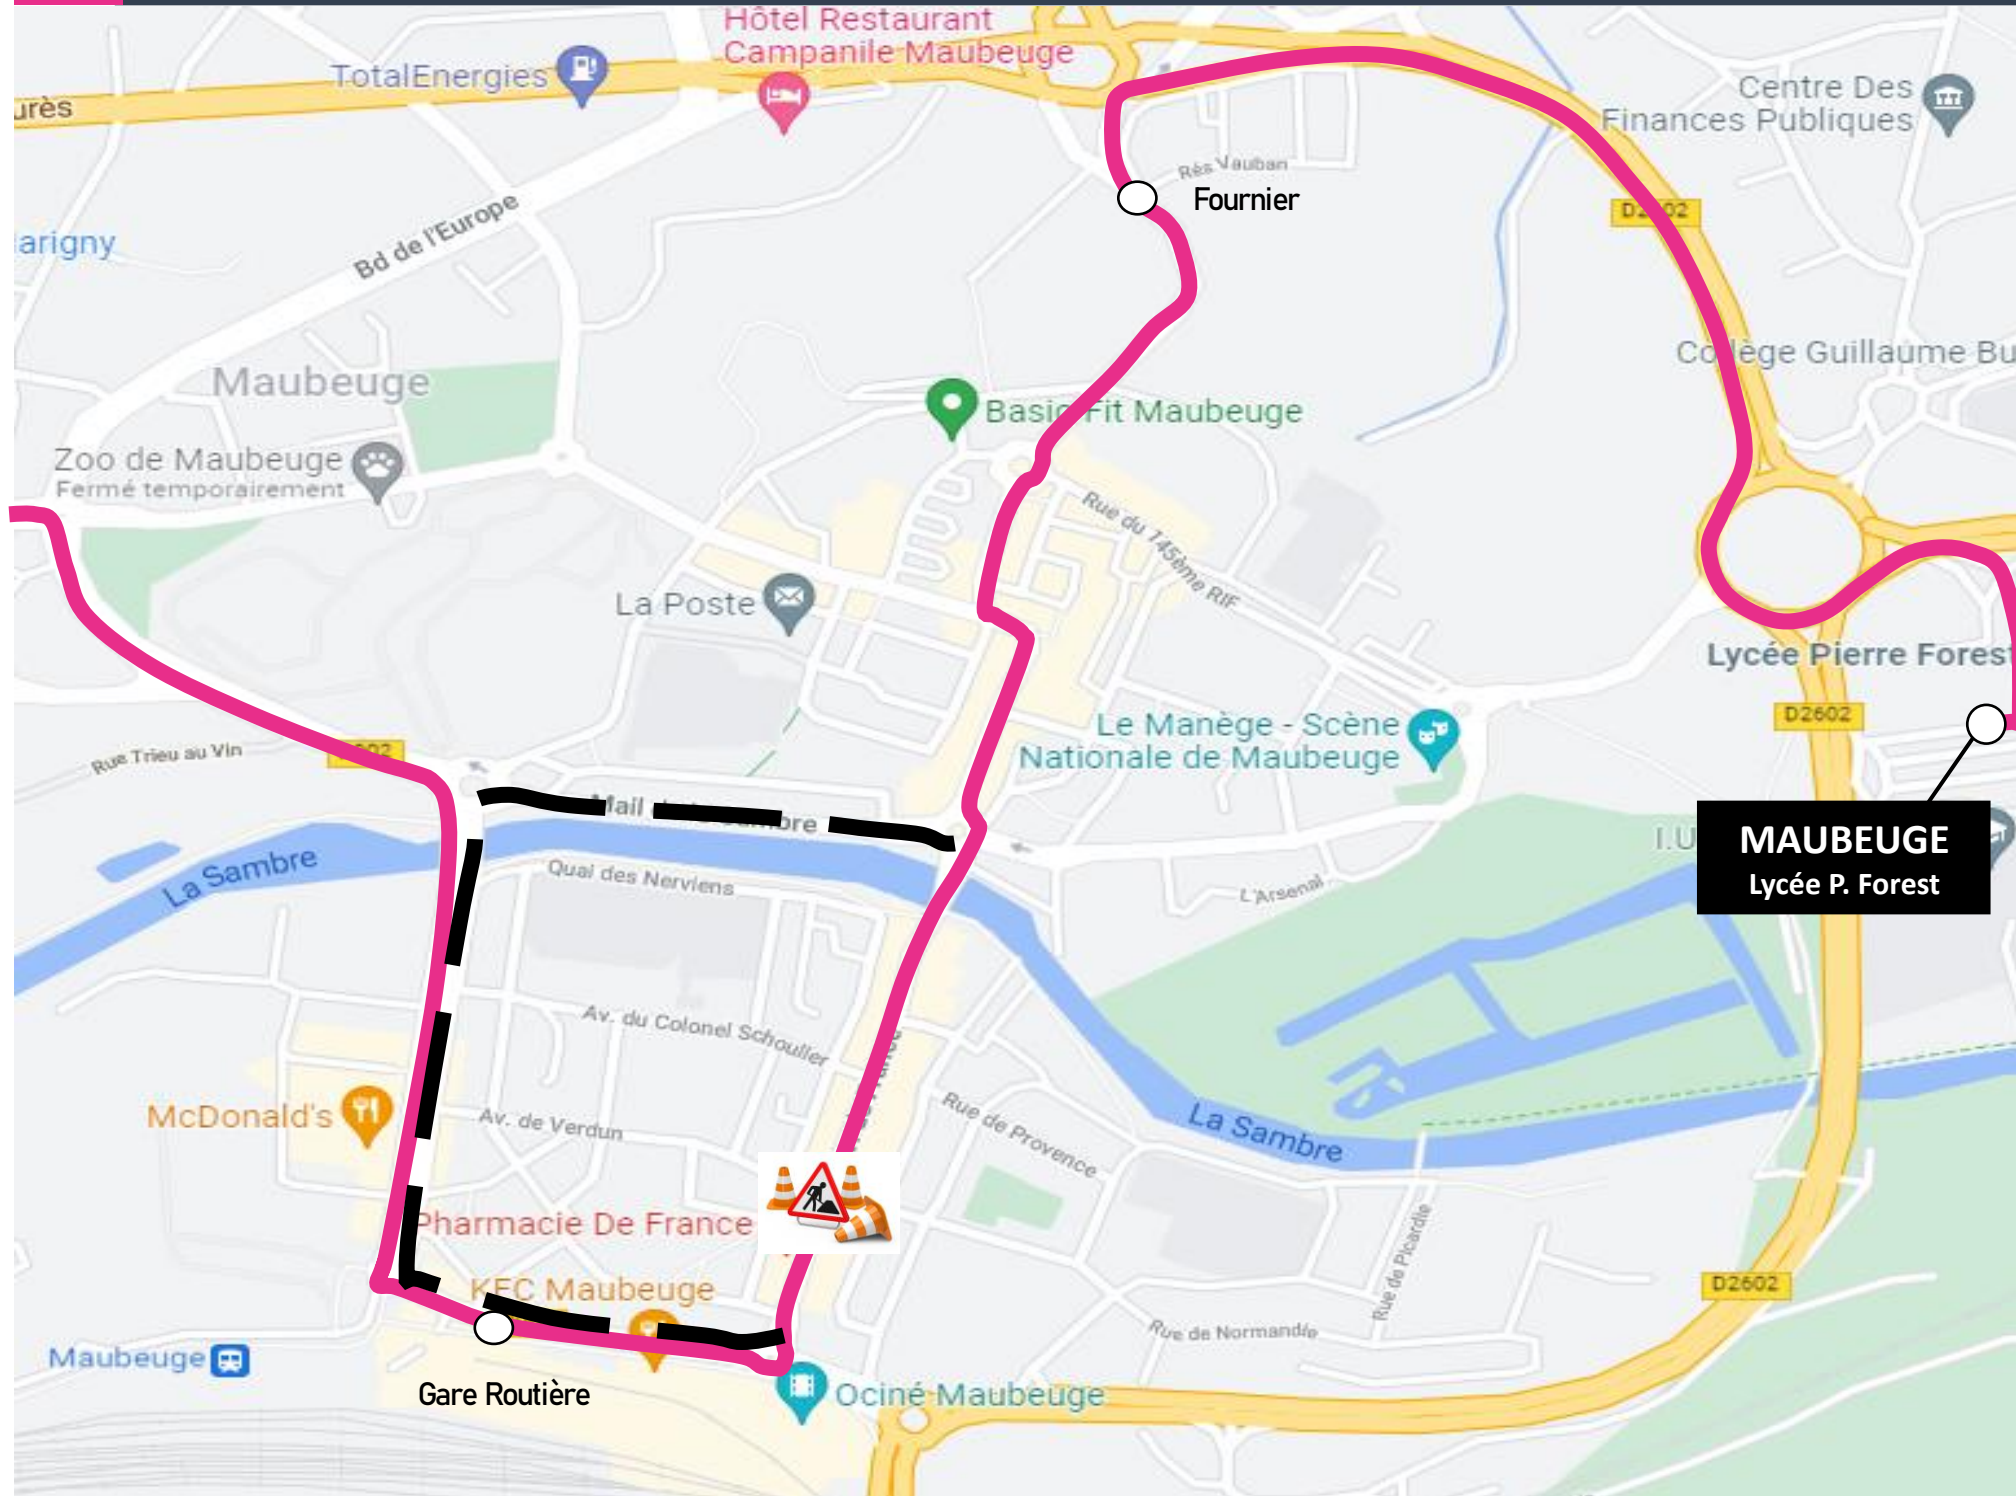 Hôtel Restaurant
Campanile Maubeuge
TotalEnergies
urès
Centre Des
Finances Publiques
Rés Vauban
Fournier
D2602
Bd de l'Europe
arigny
Collège Guillaume Bu
Maubeuge
Basic Fit Maubeuge
Zoo de Maubeuge
Fermé temporairement
Rue du 145ème RIF
La Poste
Lycée Pierre Forest
D2602
Le Manège - Scène
Nationale de Maubeuge
Rue Trieu au Vin
Mail de la Sambre
I.U
MAUBEUGE
Lycée P. Forest
La Sambre
Quai des Nerviens
L'Arsenal
Av. du Colonel Schouller
McDonald's
Av. de Verdun
Rue de Provence
La Sambre
Pharmacie De France
Rue de Picardie
KFC Maubeuge
D2602
Rue de Normandie
Maubeuge
Gare Routière
Ociné Maubeuge